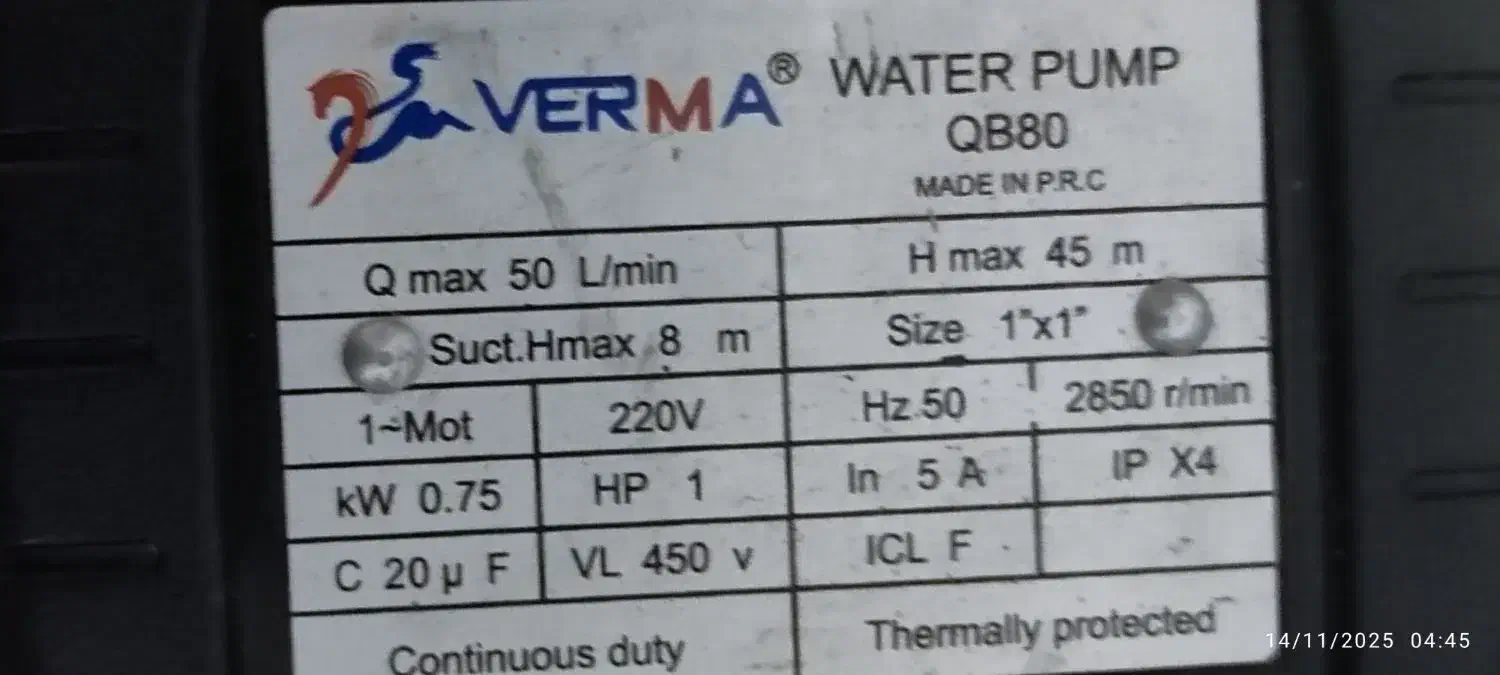 VERMA® WATER PUMP
QB80
MADE IN P.R.C
Q max 50 L/min H max 45 m
Suct.Hmax 8 m Size 1"x1"
1~Mot 220V Hz 50 2850 r/min
kW 0.75 HP 1 In 5 A IP X4
C 20 µ F VL 450 v ICL F
Continuous duty Thermally protected
14/11/2025 04:45